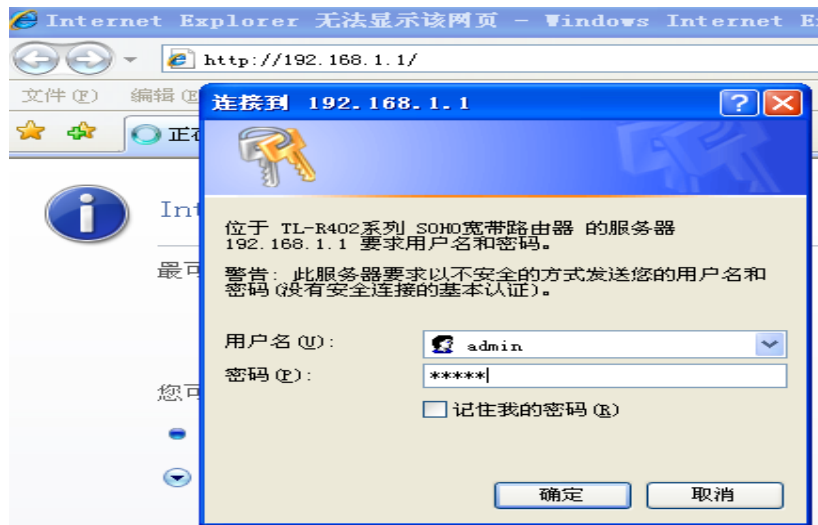 Internet Explorer 无法显示该网页 - Windows Internet E
http://192.168.1.1/
文件(F) 编辑(E
连接到 192.168.1.1
正在
Int
位于 TL-R402系列 SOHO宽带路由器 的服务器
192.168.1.1 要求用户名和密码。
最可
警告: 此服务器要求以不安全的方式发送您的用户名和
密码(没有安全连接的基本认证)。
用户名(U): admin
密码(P): *****
您可
记住我的密码(R)
确定 取消